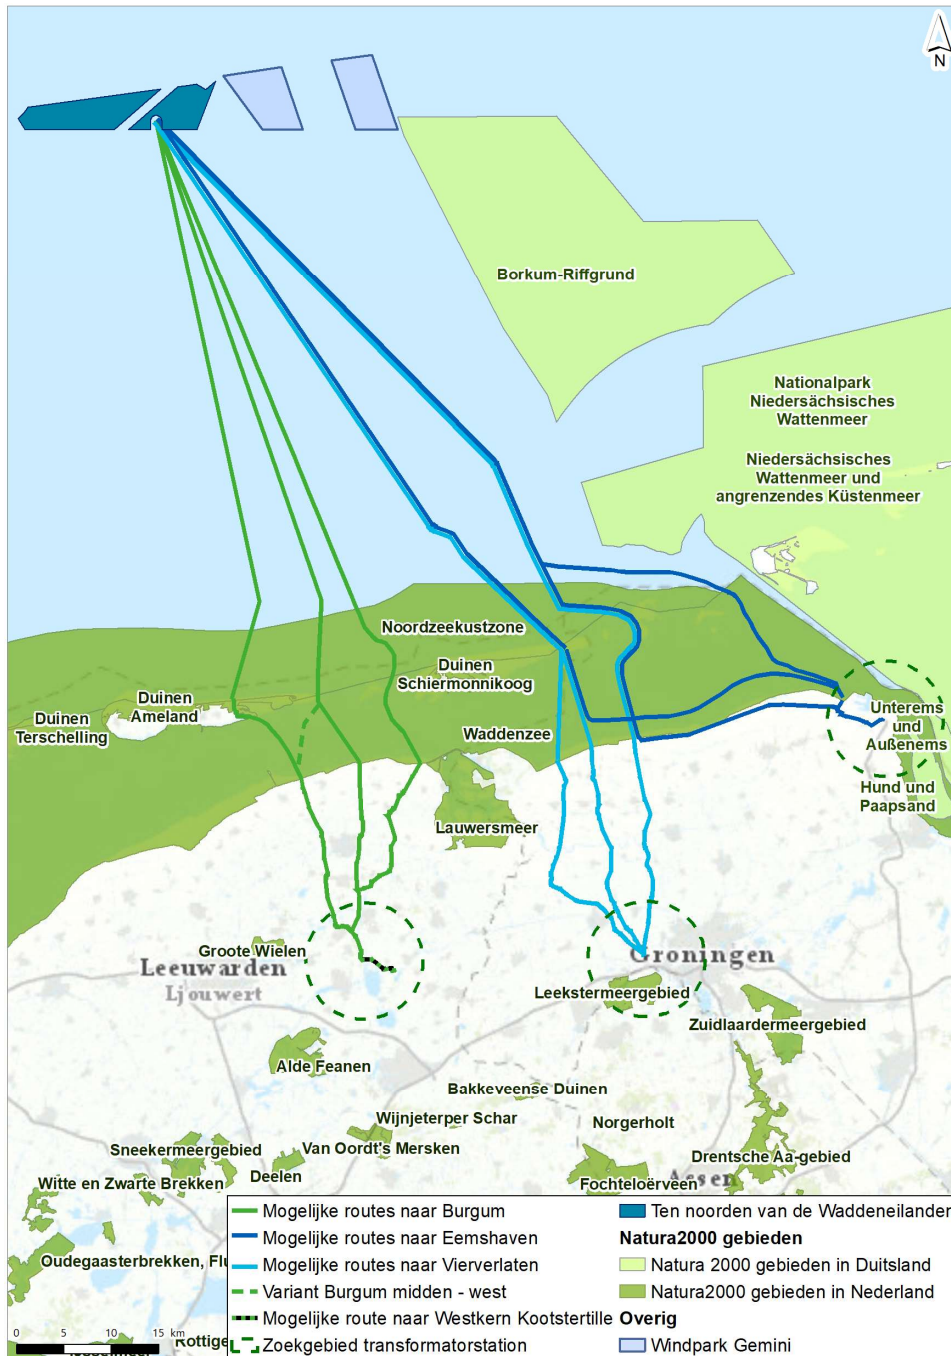 N
Borkum-Riffgrund
Nationalpark
Niedersächsisches
Wattenmeer
Niedersächsisches
Wattenmeer und
angrenzendes Küstenmeer
Noordzeekustzone
Duinen
Schiermonnikoog
Duinen
Ameland
Duinen
Terschelling
Waddenzee
Unterems
und
Außenems
Hund und
Paapsand
Lauwersmeer
Groote Wielen
Leeuwarden
Ljouwert
Groningen
Leekstermeergebied
Zuidlaardermeergebied
Alde Feanen
Bakkeveense Duinen
Wijnjeterper Schar
Norgerholt
Van Oordt's Mersken
Sneekermeergebied
Deelen
Drentsche Aa-gebied
Assen
Witte en Zwarte Brekken
Fochteloërveen
Oudegaasterbrekken, Flu
Rottige
Mogelijke routes naar Burgum
Mogelijke routes naar Eemshaven
Mogelijke routes naar Vierverlaten
Variant Burgum midden - west
Mogelijke route naar Westkern Kootstertille
Zoekgebied transformatorstation
Ten noorden van de Waddeneilanden
Natura2000 gebieden
Natura 2000 gebieden in Duitsland
Natura2000 gebieden in Nederland
Overig
Windpark Gemini
0 5 10 15 km